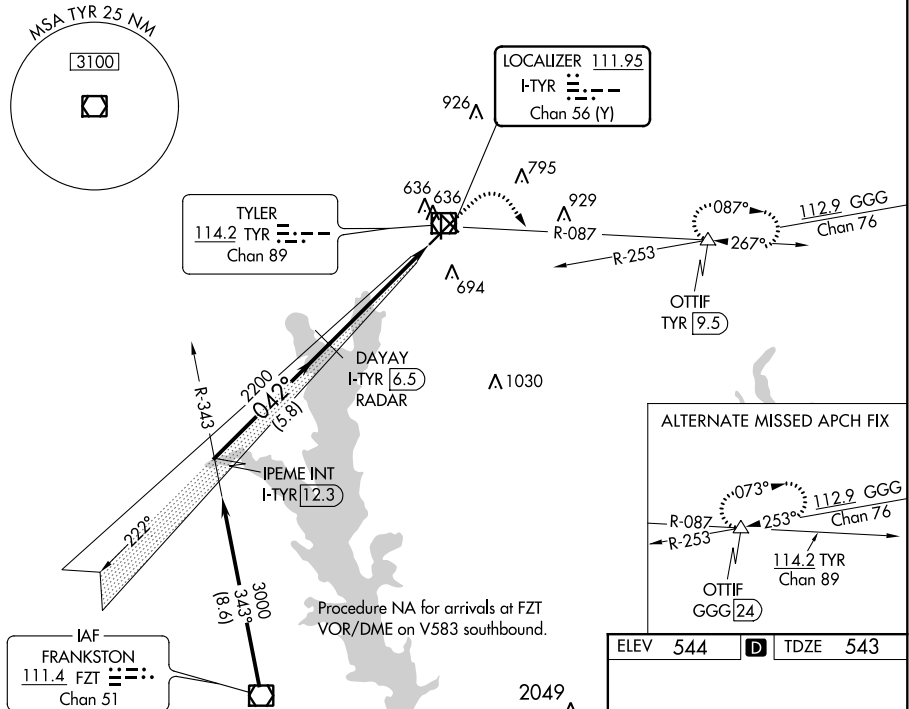 MSA TYR 25 NM
3100
LOCALIZER 111.95
I-TYR
Chan 56 (Y)
926
795
636
636
929
TYLER
114.2 TYR
Chan 89
R-087
087°
267°
112.9 GGG
Chan 76
R-253
694
OTTIF
TYR 9.5
DAYAY
I-TYR 6.5
RADAR
1030
2200
042°
(5.8)
R-343
IPEME INT
I-TYR 12.3
222°
3000
343°
(8.6)
Procedure NA for arrivals at FZT
VOR/DME on V583 southbound.
IAF
FRANKSTON
111.4 FZT
Chan 51
2049
ALTERNATE MISSED APCH FIX
073°
253°
112.9 GGG
Chan 76
R-087
R-253
114.2 TYR
Chan 89
OTTIF
GGG 24
ELEV 544 D TDZE 543